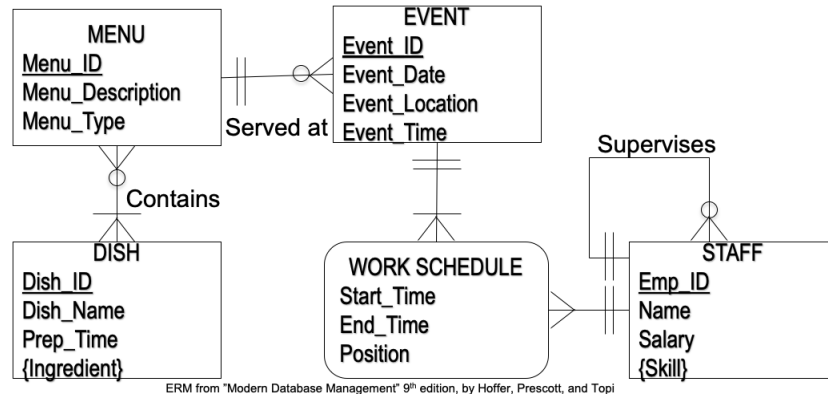 MENU
Menu_ID
Menu_Description
Menu_Type
Served at
EVENT
Event_ID
Event_Date
Event_Location
Event_Time
Supervises
Contains
DISH
Dish_ID
Dish_Name
Prep_Time
{Ingredient}
WORK SCHEDULE
Start_Time
End_Time
Position
STAFF
Emp_ID
Name
Salary
{Skill}
ERM from "Modern Database Management" 9th edition, by Hoffer, Prescott, and Topi